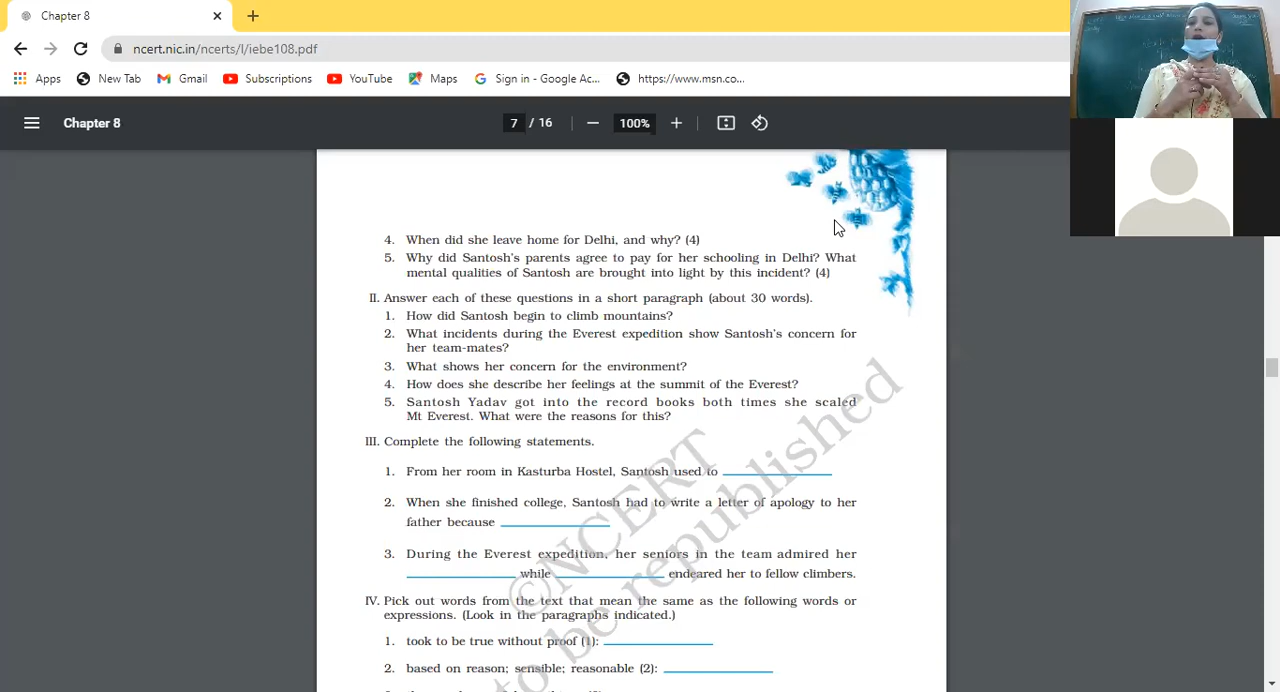 Chapter 8
ncert.nic.in/ncerts/l/iebe108.pdf
Apps
New Tab
Gmail
Subscriptions
YouTube
Maps
Sign in - Google Ac...
https://www.msn.co...
Chapter 8
7 / 16
100%
4. When did she leave home for Delhi, and why? (4)
5. Why did Santosh's parents agree to pay for her schooling in Delhi? What
mental qualities of Santosh are brought into light by this incident? (4)
II. Answer each of these questions in a short paragraph (about 30 words).
1. How did Santosh begin to climb mountains?
2. What incidents during the Everest expedition show Santosh's concern for
her team-mates?
3. What shows her concern for the environment?
4. How does she describe her feelings at the summit of the Everest?
5. Santosh Yadav got into the record books both times she scaled
Mt Everest. What were the reasons for this?
III. Complete the following statements.
1. From her room in Kasturba Hostel, Santosh used to
2. When she finished college, Santosh had to write a letter of apology to her
father because
3. During the Everest expedition, her seniors in the team admired her
while endeared her to fellow climbers.
IV. Pick out words from the text that mean the same as the following words or
expressions. (Look in the paragraphs indicated.)
1. took to be true without proof (1):
2. based on reason; sensible; reasonable (2):
©NCERT
to be republished